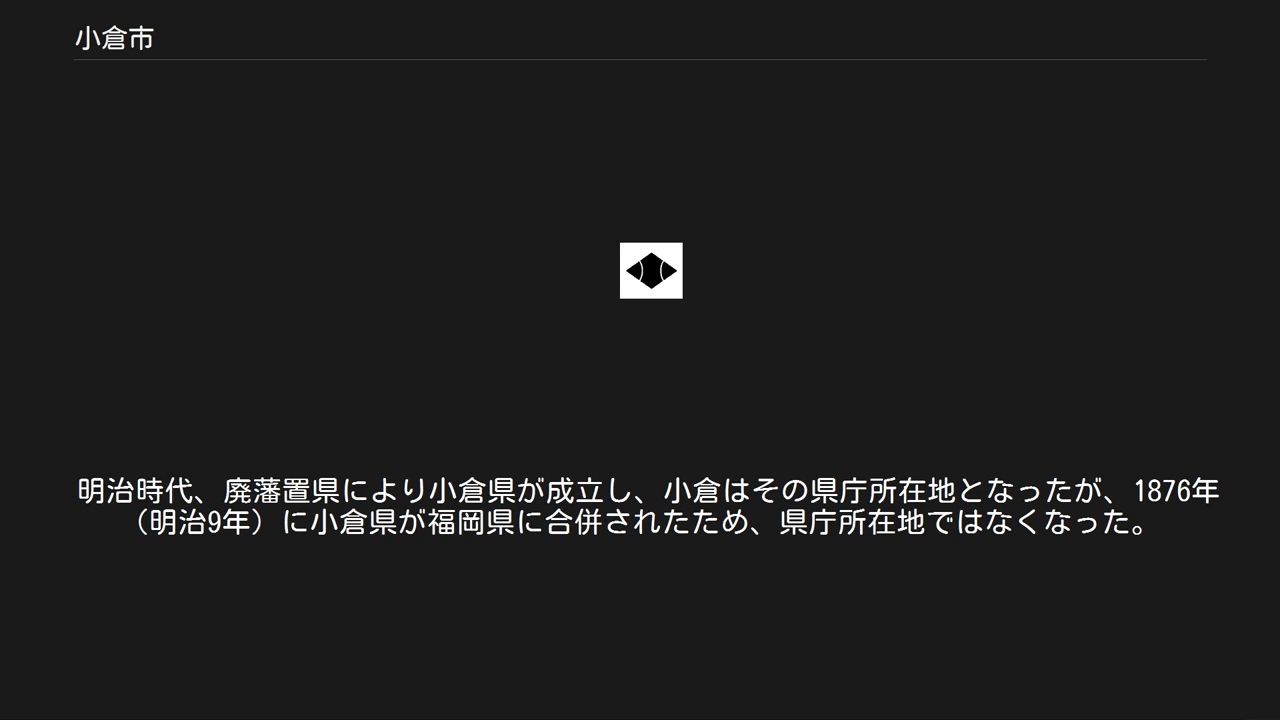 小倉市
明治時代、廃藩置県により小倉県が成立し、小倉はその県庁所在地となったが、1876年
（明治9年）に小倉県が福岡県に合併されたため、県庁所在地ではなくなった。